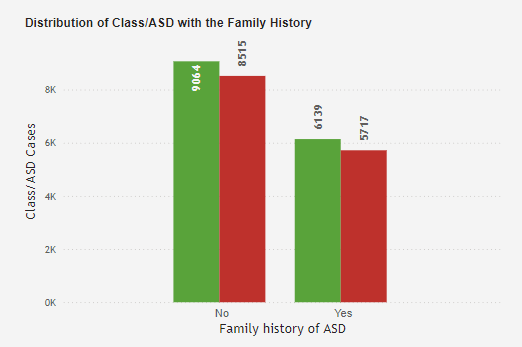 Distribution of Class/ASD with the Family History
9064
8515
6139
5717
8K
6K
4K
2K
0K
Class/ASD Cases
No
Yes
Family history of ASD